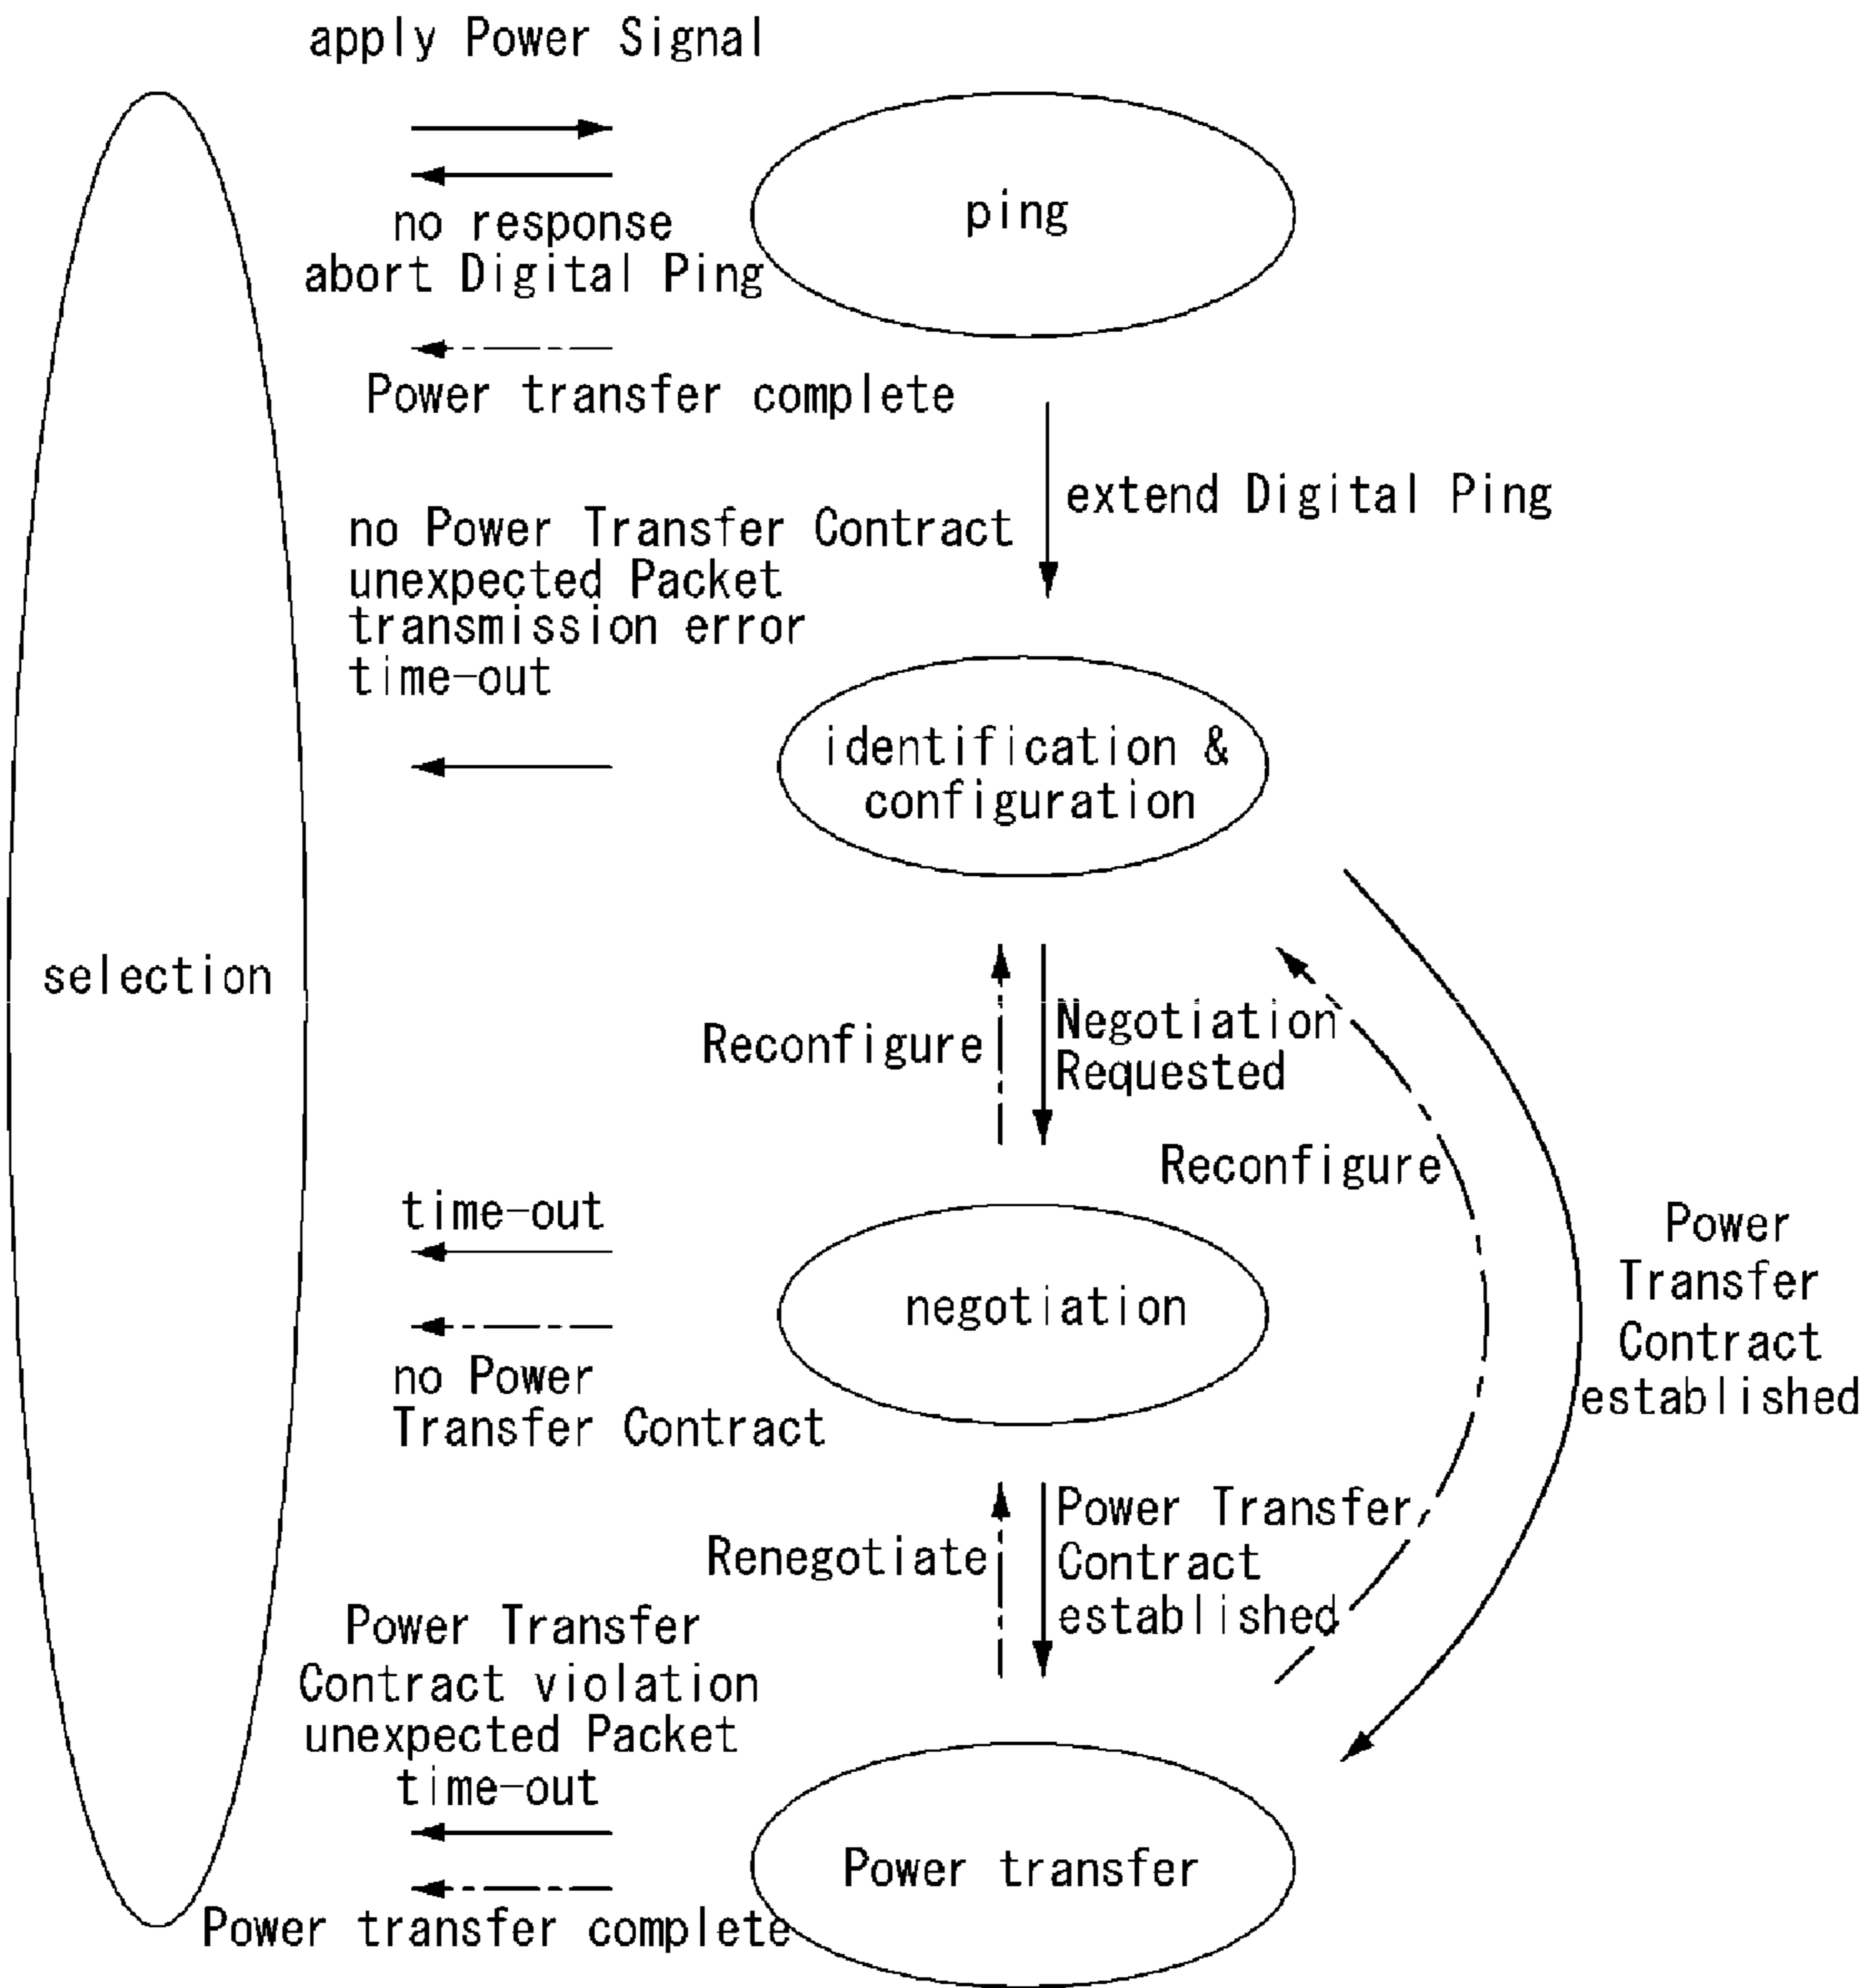 apply Power Signal
ping
no response
abort Digital Ping
Power transfer complete
extend Digital Ping
no Power Transfer Contract
unexpected Packet
transmission error
time-out
identification &
configuration
selection
Reconfigure
Negotiation
Requested
Reconfigure
time-out
negotiation
no Power
Transfer Contract
Power
Transfer
Contract
established
Renegotiate
Power Transfer
Contract
established
Power Transfer
Contract violation
unexpected Packet
time-out
Power transfer
Power transfer complete